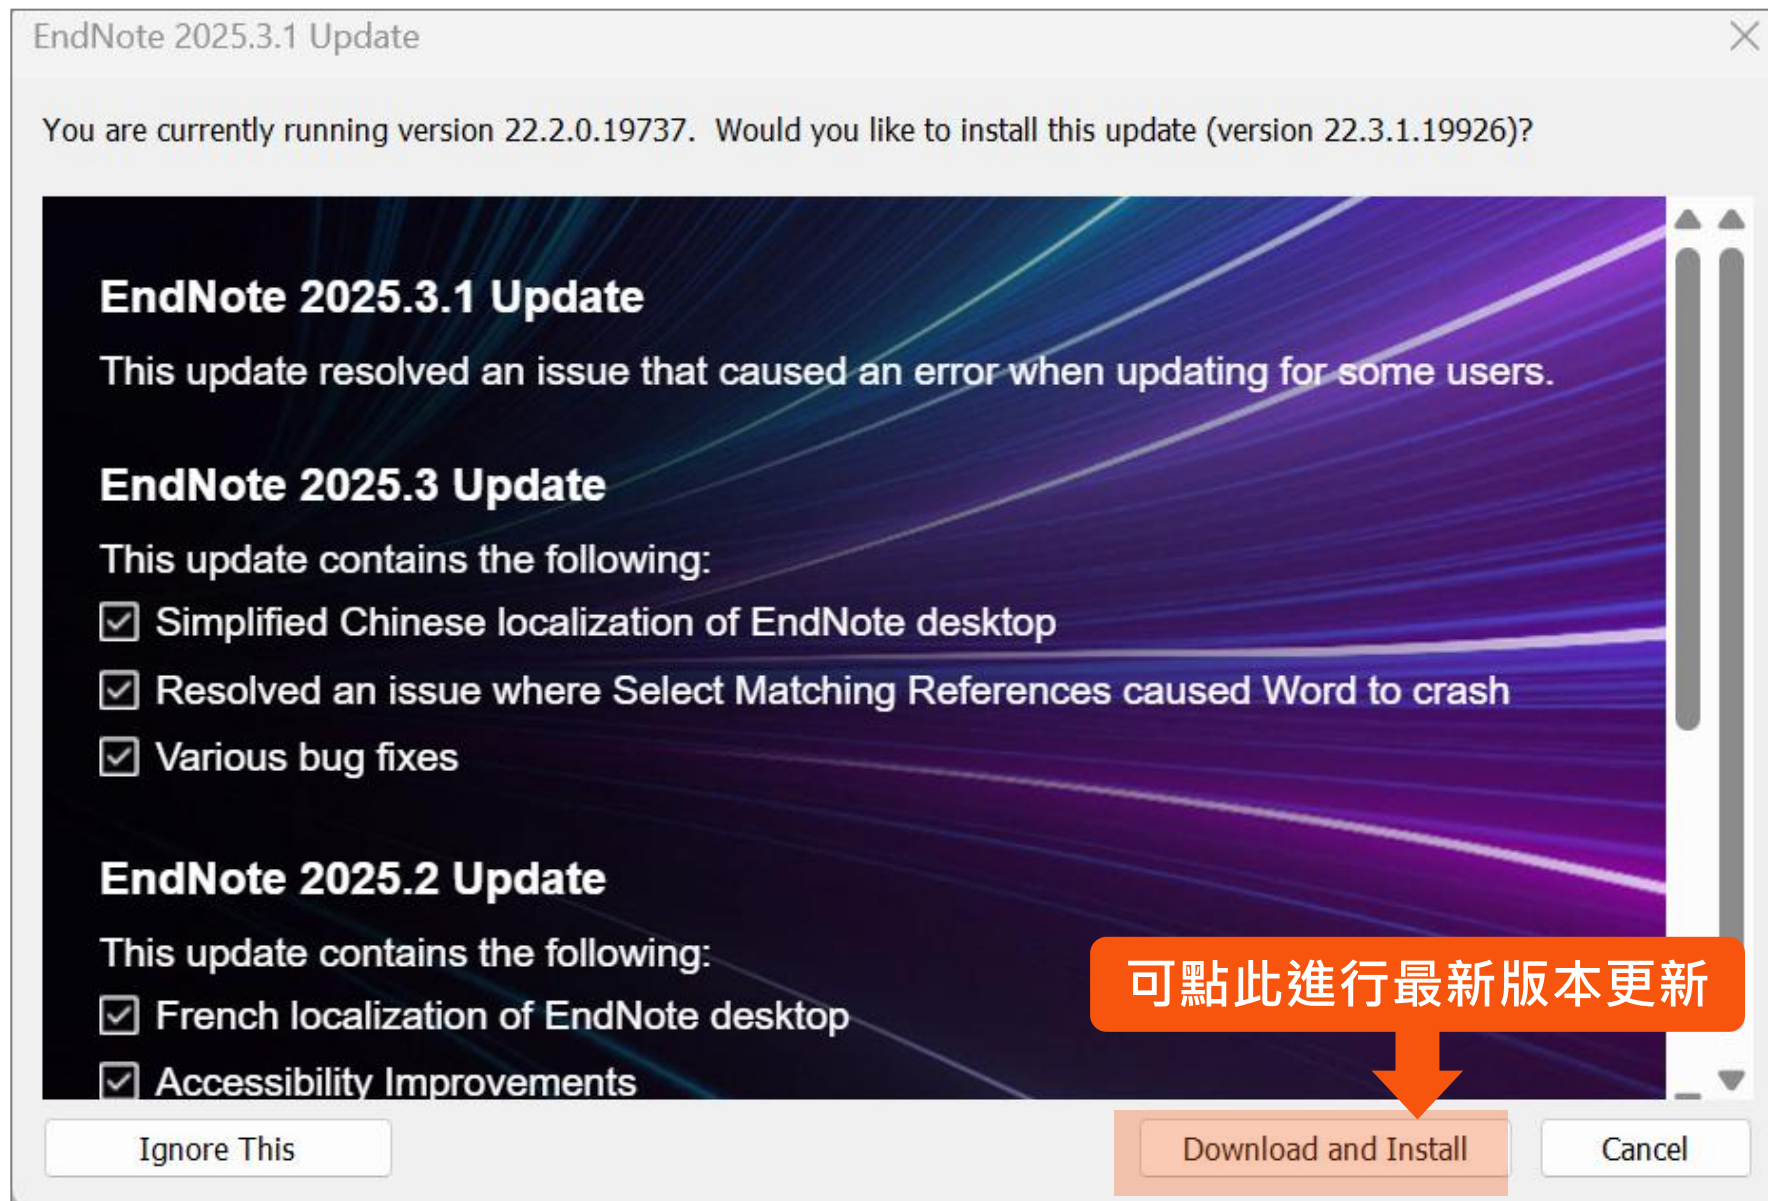 EndNote 2025.3.1 Update
You are currently running version 22.2.0.19737.  Would you like to install this update (version 22.3.1.19926)?
EndNote 2025.3.1 Update
This update resolved an issue that caused an error when updating for some users.
EndNote 2025.3 Update
This update contains the following:
Simplified Chinese localization of EndNote desktop
Resolved an issue where Select Matching References caused Word to crash
Various bug fixes
EndNote 2025.2 Update
This update contains the following:
可點此進行最新版本更新
French localization of EndNote desktop
Accessibility Improvements
Ignore This
Download and Install
Cancel